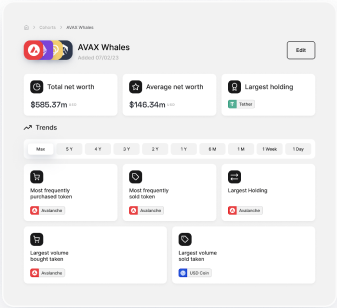 Cohorts / AVAX Whales
AVAX Whales
Added 07/02/23
Edit
Total net worth
$585.37m USD
Average net worth
$146.34m USD
Largest holding
Tether
Trends
Max 5 Y 4 Y 3 Y 2 Y 1 Y 6 M 1 M 1 Week 1 Day
Most frequently
purchased token
Avalanche
Most frequently
sold token
Avalanche
Largest Holding
Avalanche
Largest volume
bought taken
Avalanche
Largest volume
sold taken
USD Coin